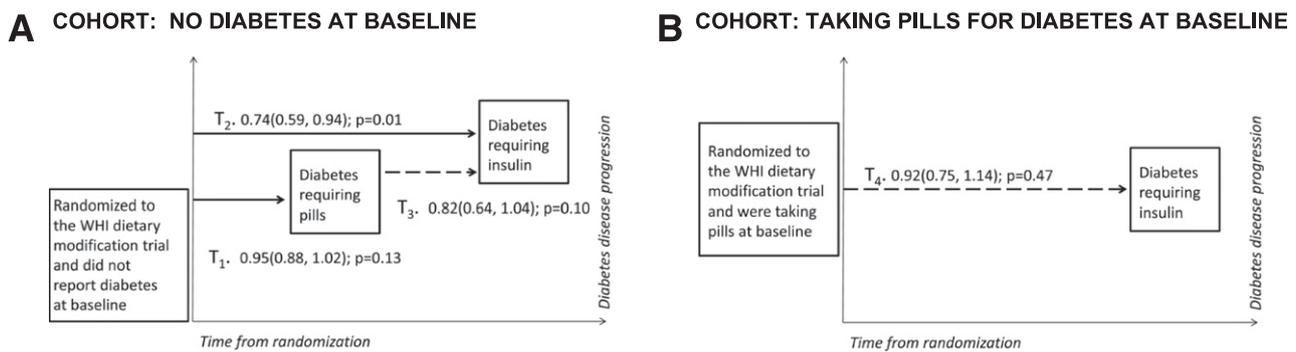 A COHORT: NO DIABETES AT BASELINE
T2. 0.74(0.59, 0.94); p=0.01
Diabetes
requiring
insulin
Diabetes
requiring
pills
T3. 0.82(0.64, 1.04); p=0.10
Randomized to
the WHI dietary
modification trial
and did not
report diabetes
at baseline
T1. 0.95(0.88, 1.02); p=0.13
Diabetes disease progression
Time from randomization
B COHORT: TAKING PILLS FOR DIABETES AT BASELINE
Randomized to
the WHI dietary
modification trial
and were taking
pills at baseline
T4. 0.92(0.75, 1.14); p=0.47
Diabetes
requiring
insulin
Diabetes disease progression
Time from randomization